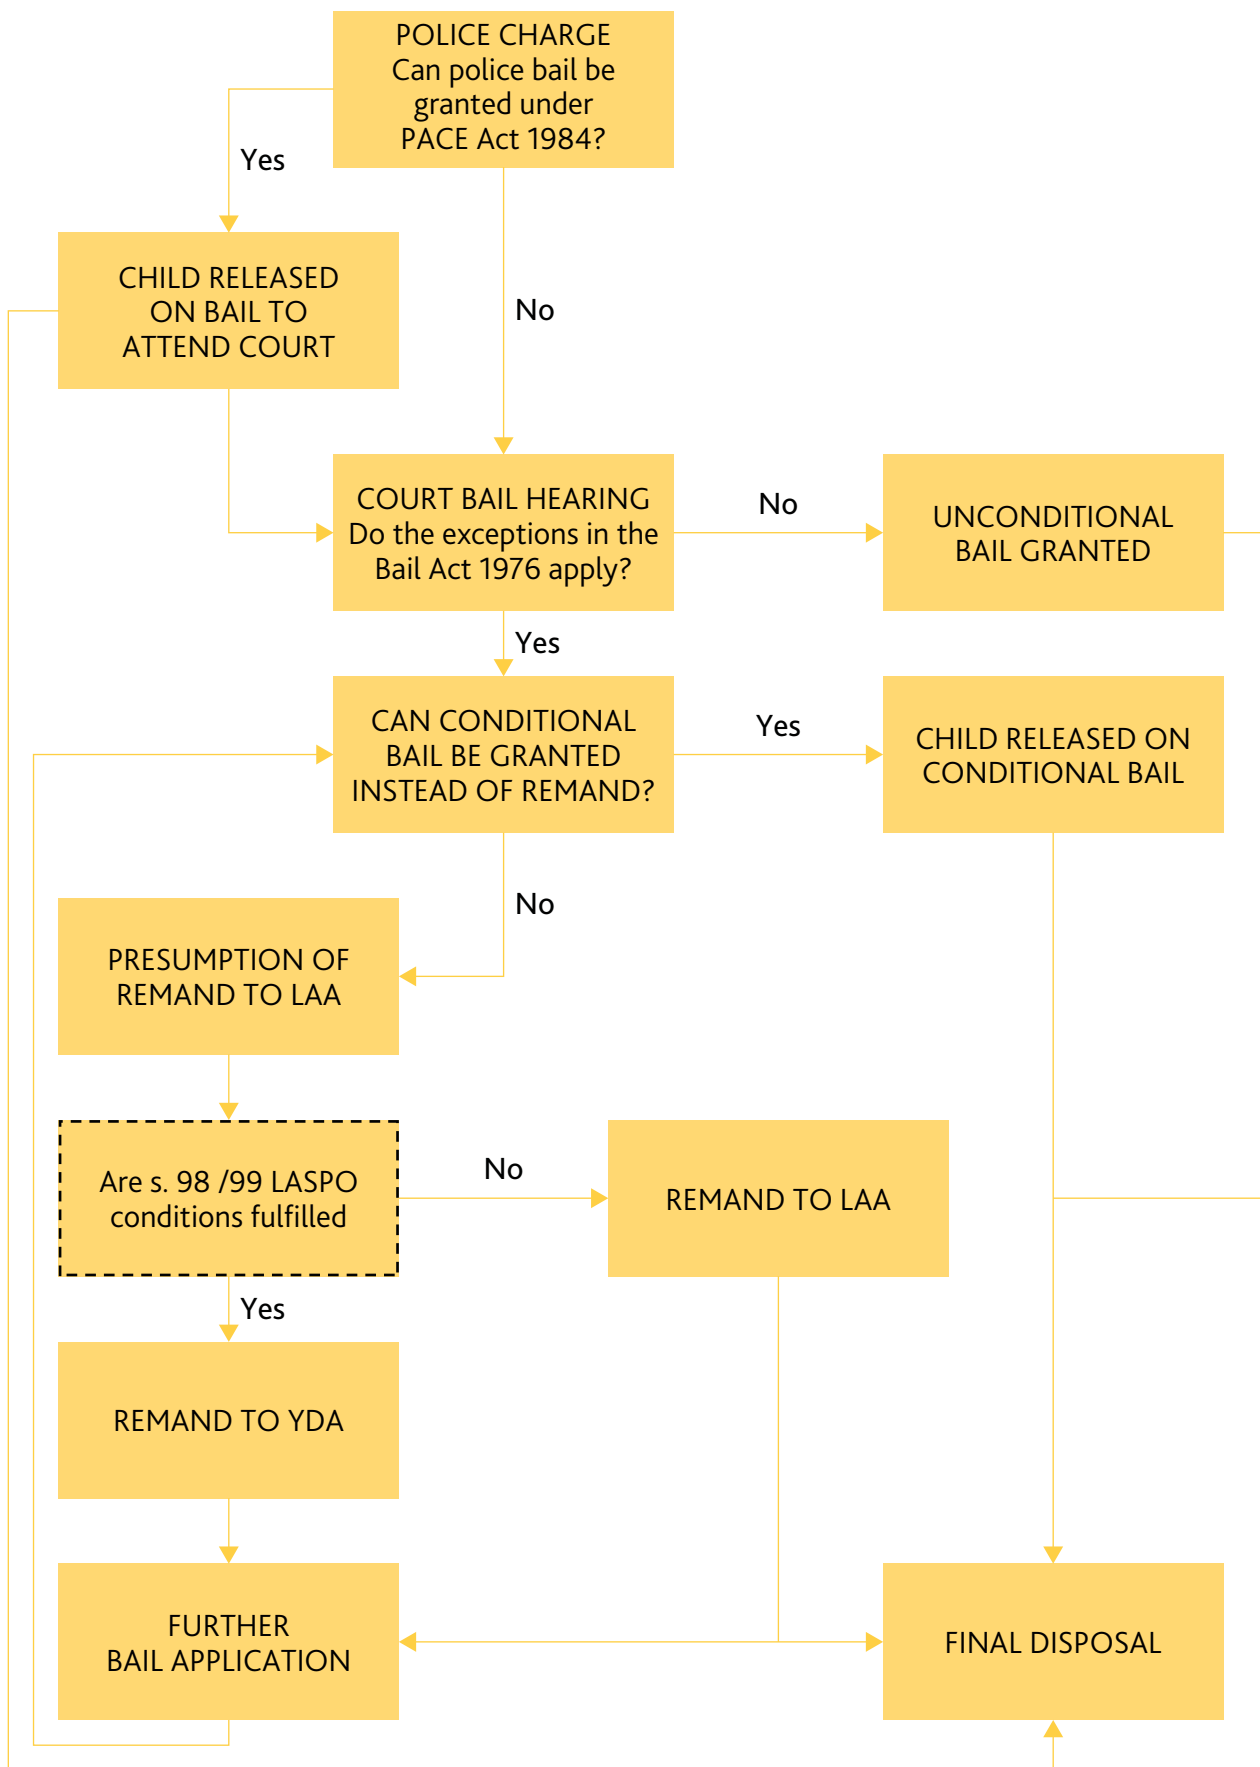 POLICE CHARGE
Can police bail be
granted under
PACE Act 1984?
Yes
CHILD RELEASED
ON BAIL TO
ATTEND COURT
No
COURT BAIL HEARING
Do the exceptions in the
Bail Act 1976 apply?
No
UNCONDITIONAL
BAIL GRANTED
Yes
CAN CONDITIONAL
BAIL BE GRANTED
INSTEAD OF REMAND?
Yes
CHILD RELEASED ON
CONDITIONAL BAIL
No
PRESUMPTION OF
REMAND TO LAA
Are s. 98 /99 LASPO
conditions fulfilled
No
REMAND TO LAA
Yes
REMAND TO YDA
FURTHER
BAIL APPLICATION
FINAL DISPOSAL